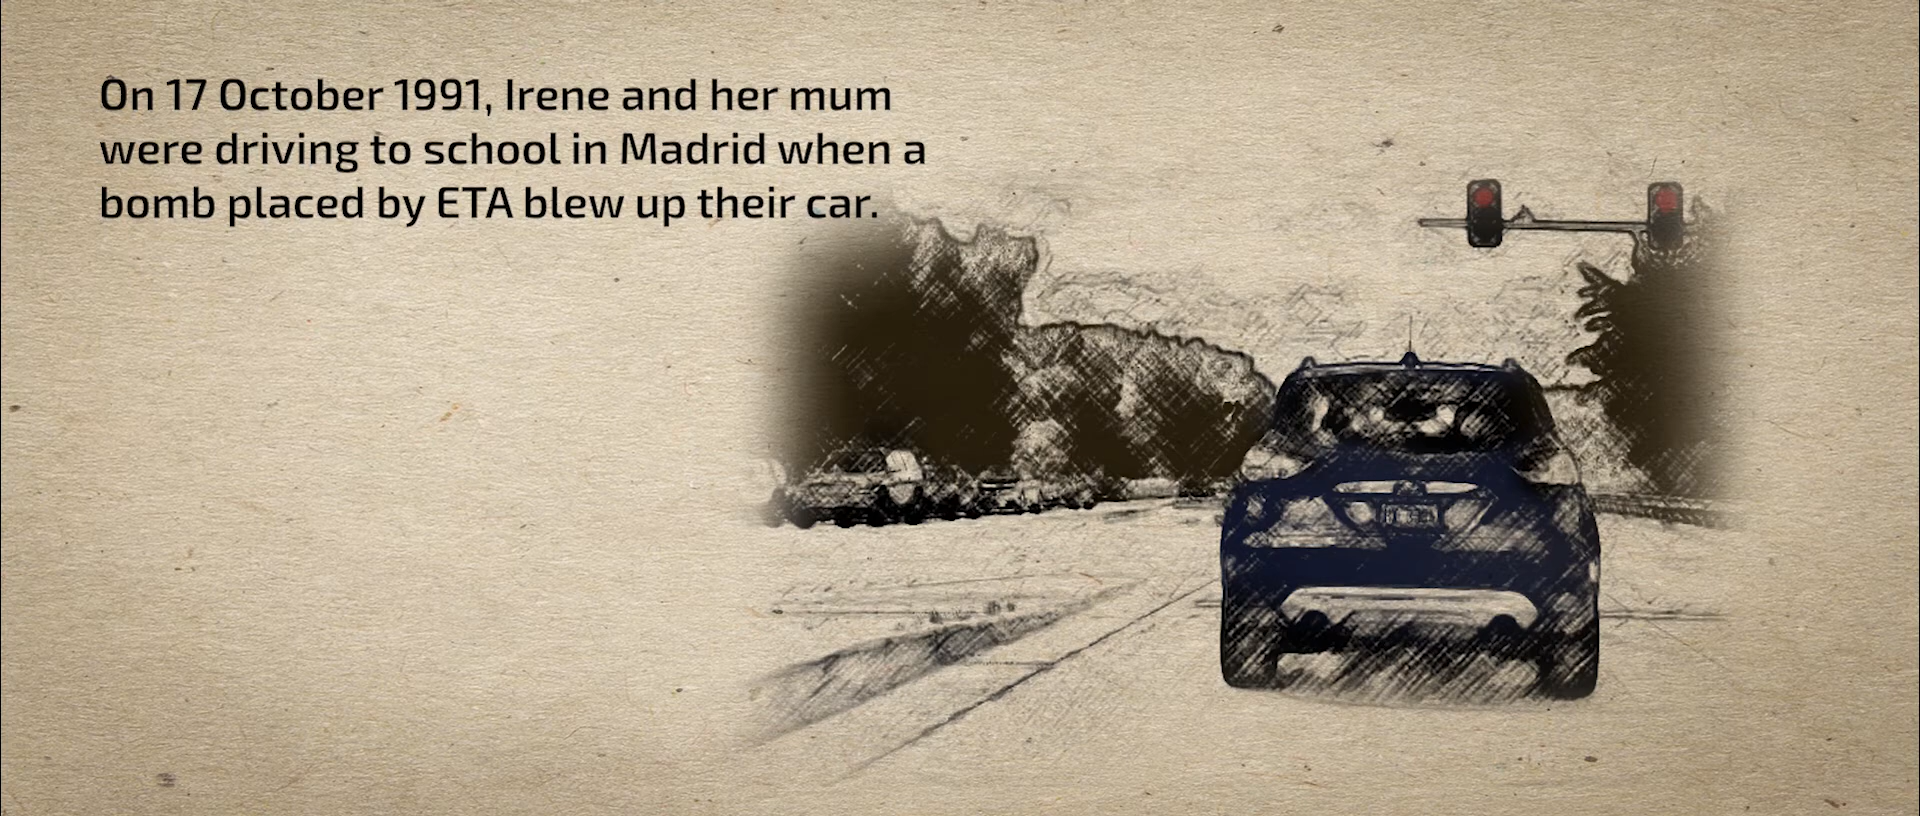 On 17 October 1991, Irene and her mum
were driving to school in Madrid when a
bomb placed by ETA blew up their car.